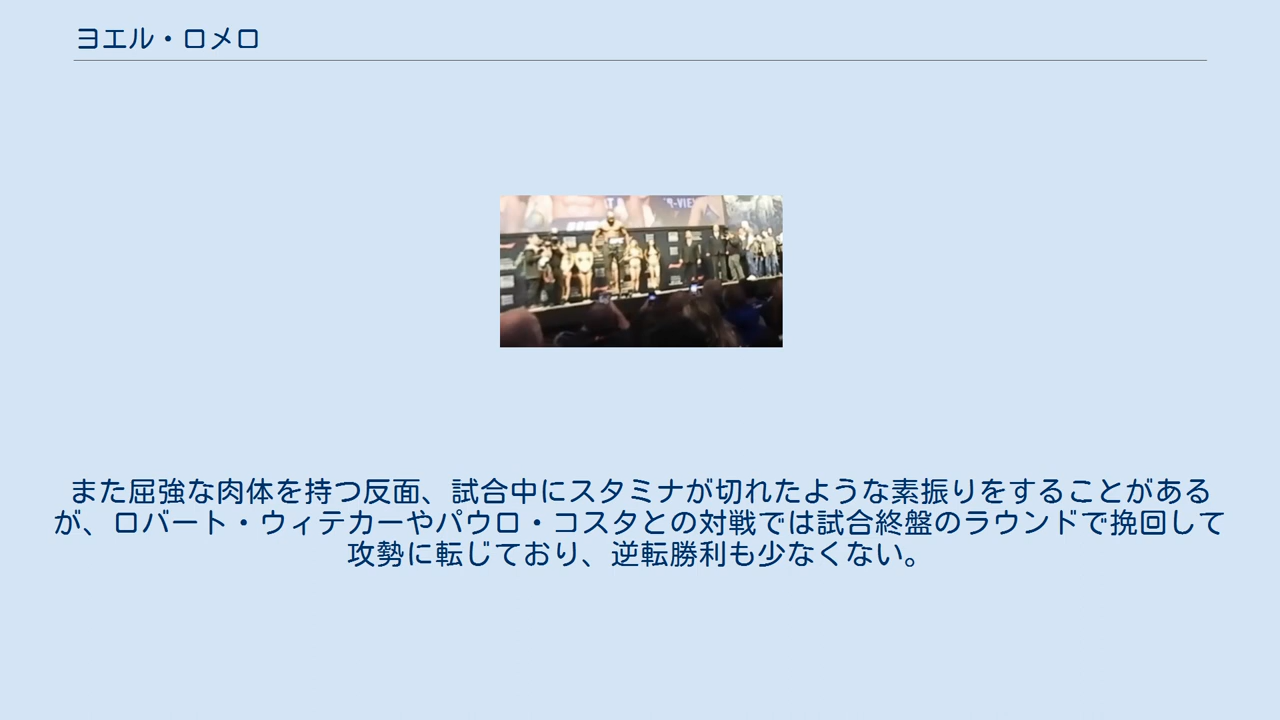 ヨエル・ロメロ
また屈強な肉体を持つ反面、試合中にスタミナが切れたような素振りをすることがある
が、ロバート・ウィテカーやパウロ・コスタとの対戦では試合終盤のラウンドで挽回して
攻勢に転じており、逆転勝利も少なくない。